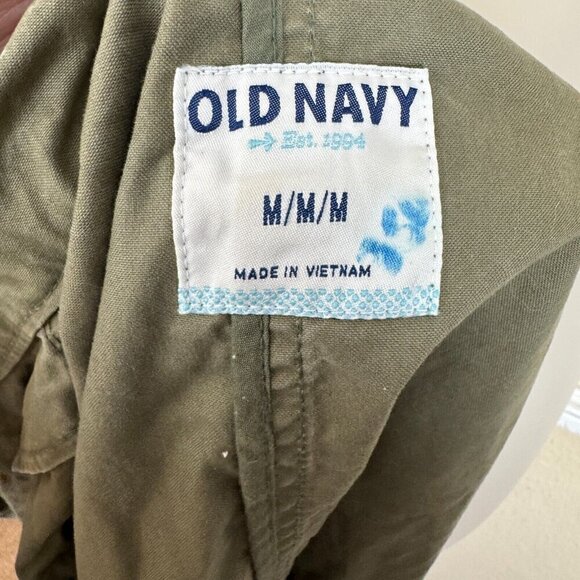 OLD NAVY
Est. 1994
M/M/M
MADE IN VIETNAM